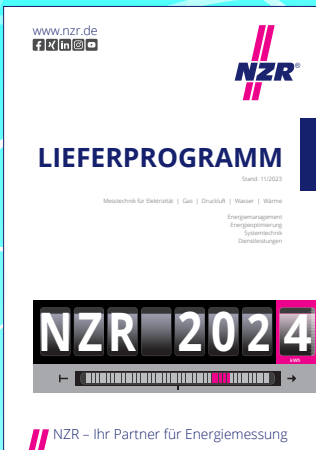 www.nzr.de
NZR®
LIEFERPROGRAMM
Stand: 11/2023
Messtechnik für Elektrizität | Gas | Druckluft | Wasser | Wärme
Energiemanagement
Energieoptimierung
Systemtechnik
Dienstleistungen
NZR 2024
kWh
NZR – Ihr Partner für Energiemessung